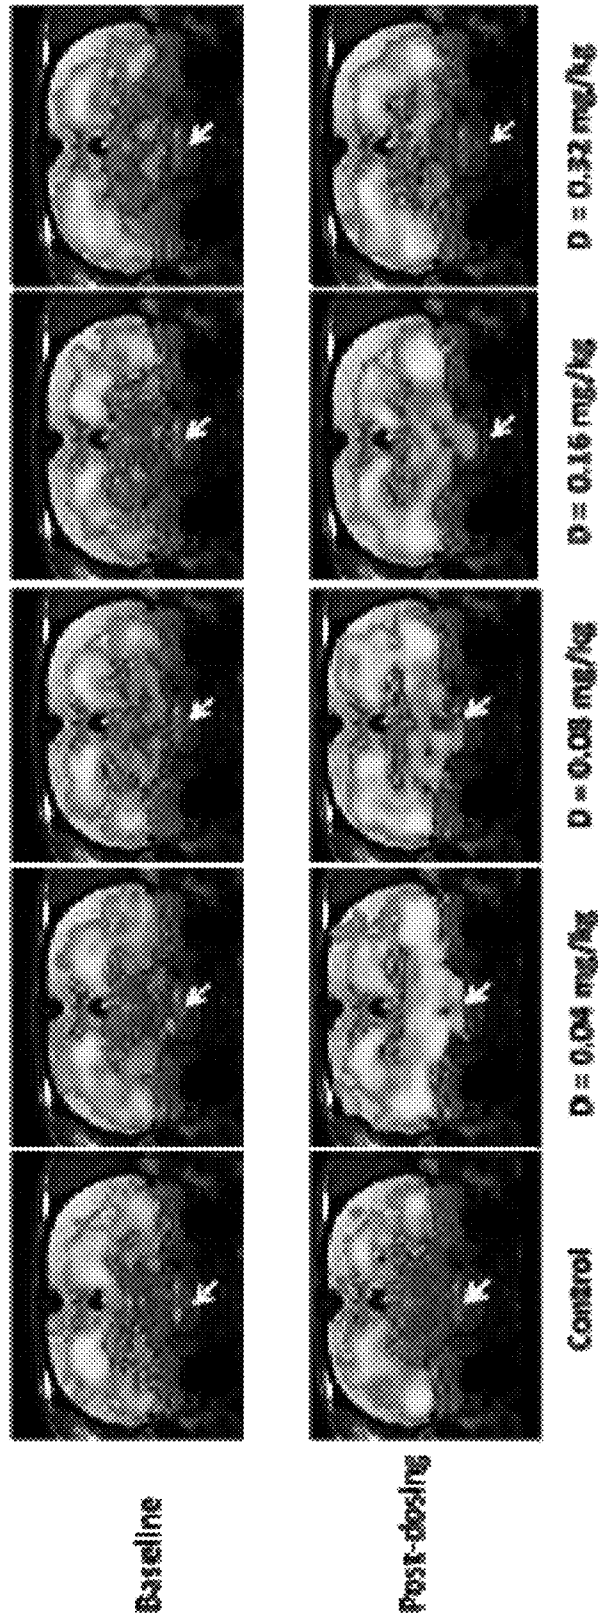 Baseline
Post-dosing
Control
D = 0.04 mg/kg
D = 0.08 mg/kg
D = 0.16 mg/kg
D = 0.32 mg/kg